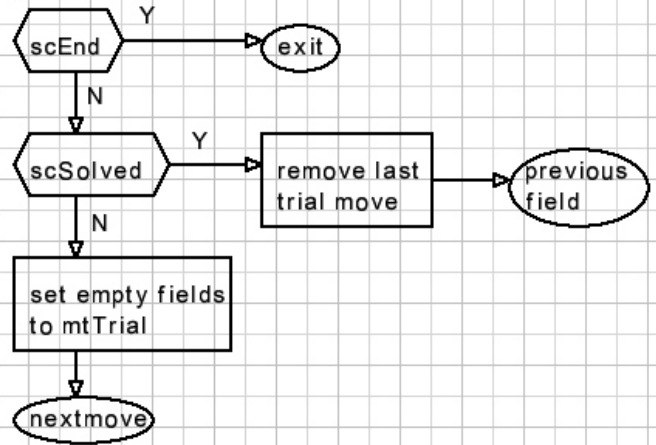 Y
scEnd
exit
N
Y
scSolved
remove last
trial move
previous
field
N
set empty fields
to mtTrial
nextmove